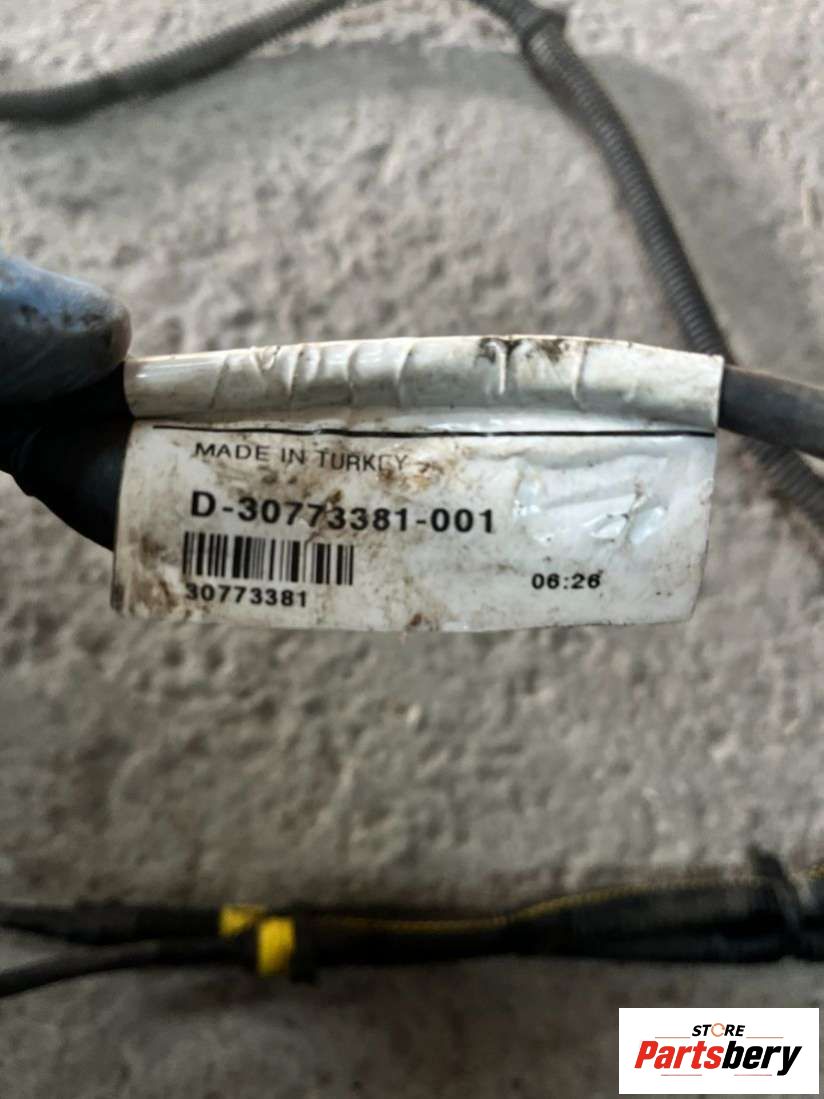 MADE IN TURKEY
D-30773381-001
30773381
06:26
STORE
Partsbery